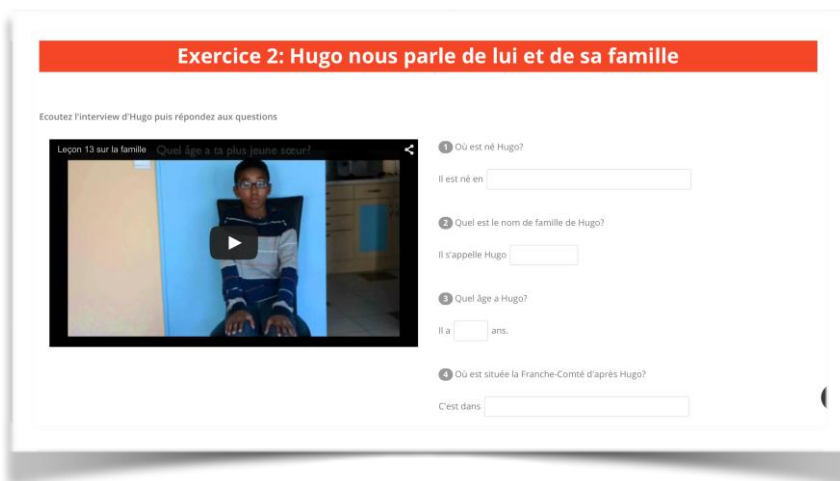 Exercice 2: Hugo nous parle de lui et de sa famille
Ecoutez l'interview d'Hugo puis répondez aux questions
Leçon 13 sur la famille
Quel âge a ta plus jeune sœur?
1 Où est né Hugo?
Il est né en
2 Quel est le nom de famille de Hugo?
Il s'appelle Hugo
3 Quel âge a Hugo?
Il a ans.
4 Où est située la Franche-Comté d'après Hugo?
C'est dans